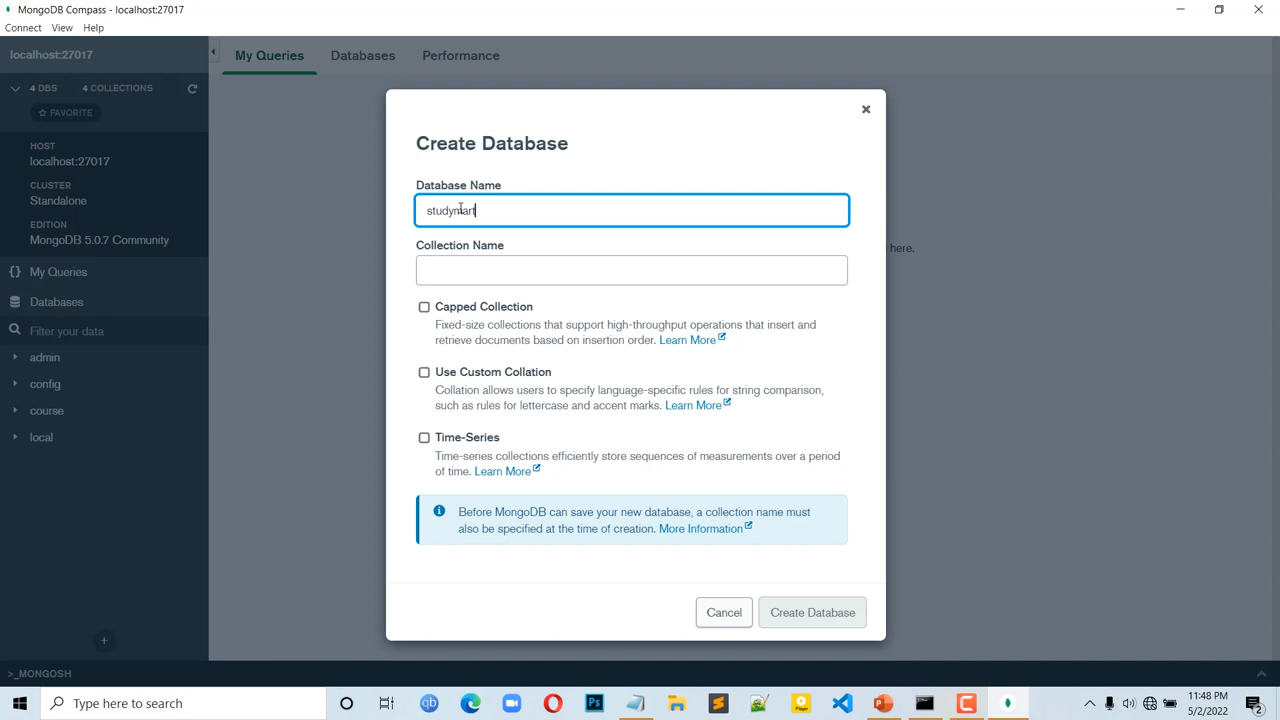 MongoDB Compass - localhost:27017
Connect View Help
localhost:27017
My Queries Databases Performance
4 DBS 4 COLLECTIONS
FAVORITE
HOST
localhost:27017
CLUSTER
Standalone
EDITION
MongoDB 5.0.7 Community
{} My Queries
Databases
Filter your data
admin
config
course
local
+
Create Database
Database Name
studymart
Collection Name
here.
Capped Collection
Fixed-size collections that support high-throughput operations that insert and
retrieve documents based on insertion order. Learn More
Use Custom Collation
Collation allows users to specify language-specific rules for string comparison,
such as rules for lettercase and accent marks. Learn More
Time-Series
Time-series collections efficiently store sequences of measurements over a period
of time. Learn More
Before MongoDB can save your new database, a collection name must
also be specified at the time of creation. More Information
Cancel Create Database
>_MONGOSH
Type here to search
qb
Ps
Player
11:48 PM
5/2/2022
2